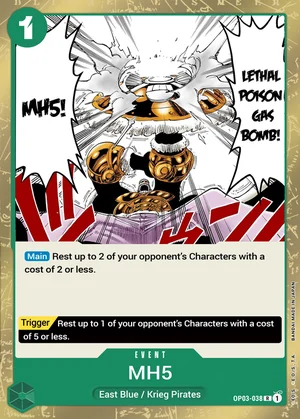 1
MH5!
LETHAL
POISON
GAS
BOMB!
Main Rest up to 2 of your opponent's Characters with a
cost of 2 or less.
Trigger Rest up to 1 of your opponent's Characters with a cost
of 5 or less.
EVENT
MH5
East Blue / Krieg Pirates
OP03-038 R 1